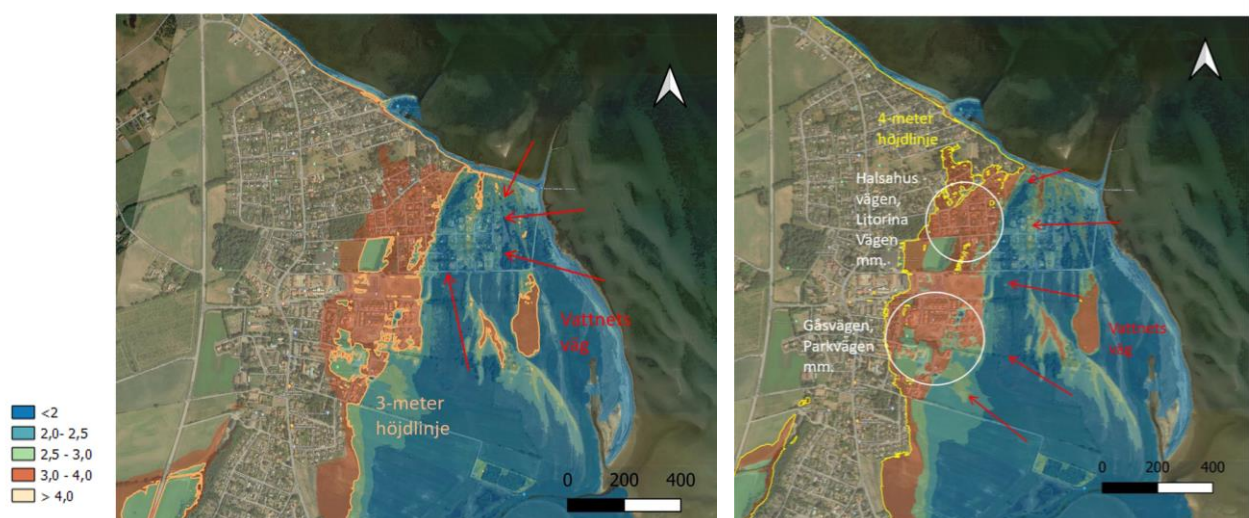 <2
2,0- 2,5
2,5 - 3,0
3,0 - 4,0
> 4,0
Vattnets
väg
3-meter
höjdlinje
0 200 400
4-meter
höjdlinje
Halsahus
vägen,
Litorina
Vägen
mm.
Gåsvägen,
Parkvägen
mm.
Vattnets
väg
0 200 400